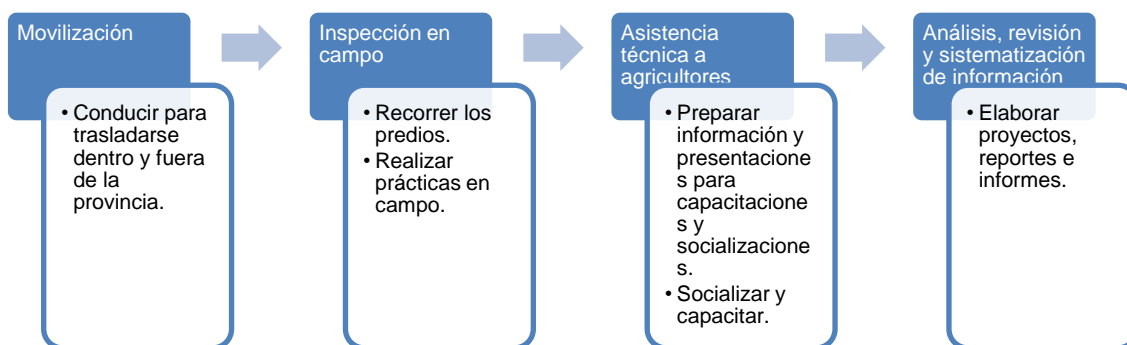 Movilización
• Conducir para
trasladarse
dentro y fuera
de la
provincia.
Inspección en
campo
• Recorrer los
predios.
• Realizar
prácticas en
campo.
Asistencia
técnica a
agricultores
• Preparar
información y
presentacione
s para
capacitacione
s y
socializacione
s.
• Socializar y
capacitar.
Análisis, revisión
y sistematización
de información
• Elaborar
proyectos,
reportes e
informes.